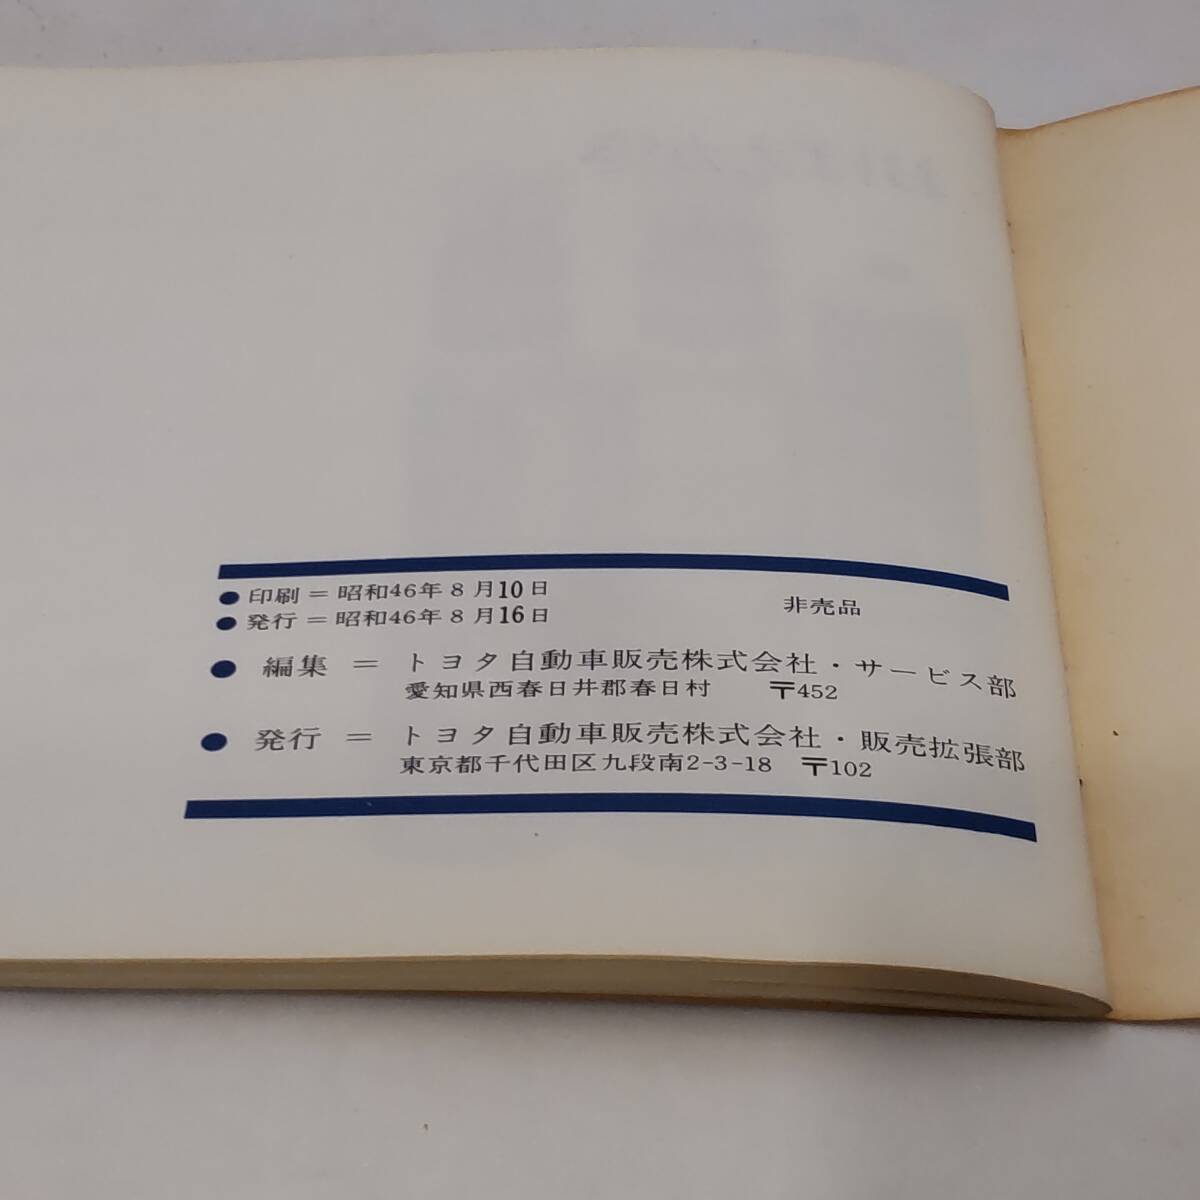 ●印刷＝昭和46年8月10日
非売品
●発行＝昭和46年8月16日
● 編集＝トヨタ自動車販売株式会社・サービス部
愛知県西春日井郡春日村 〒452
● 発行＝トヨタ自動車販売株式会社・販売拡張部
東京都千代田区九段南2-3-18 〒102